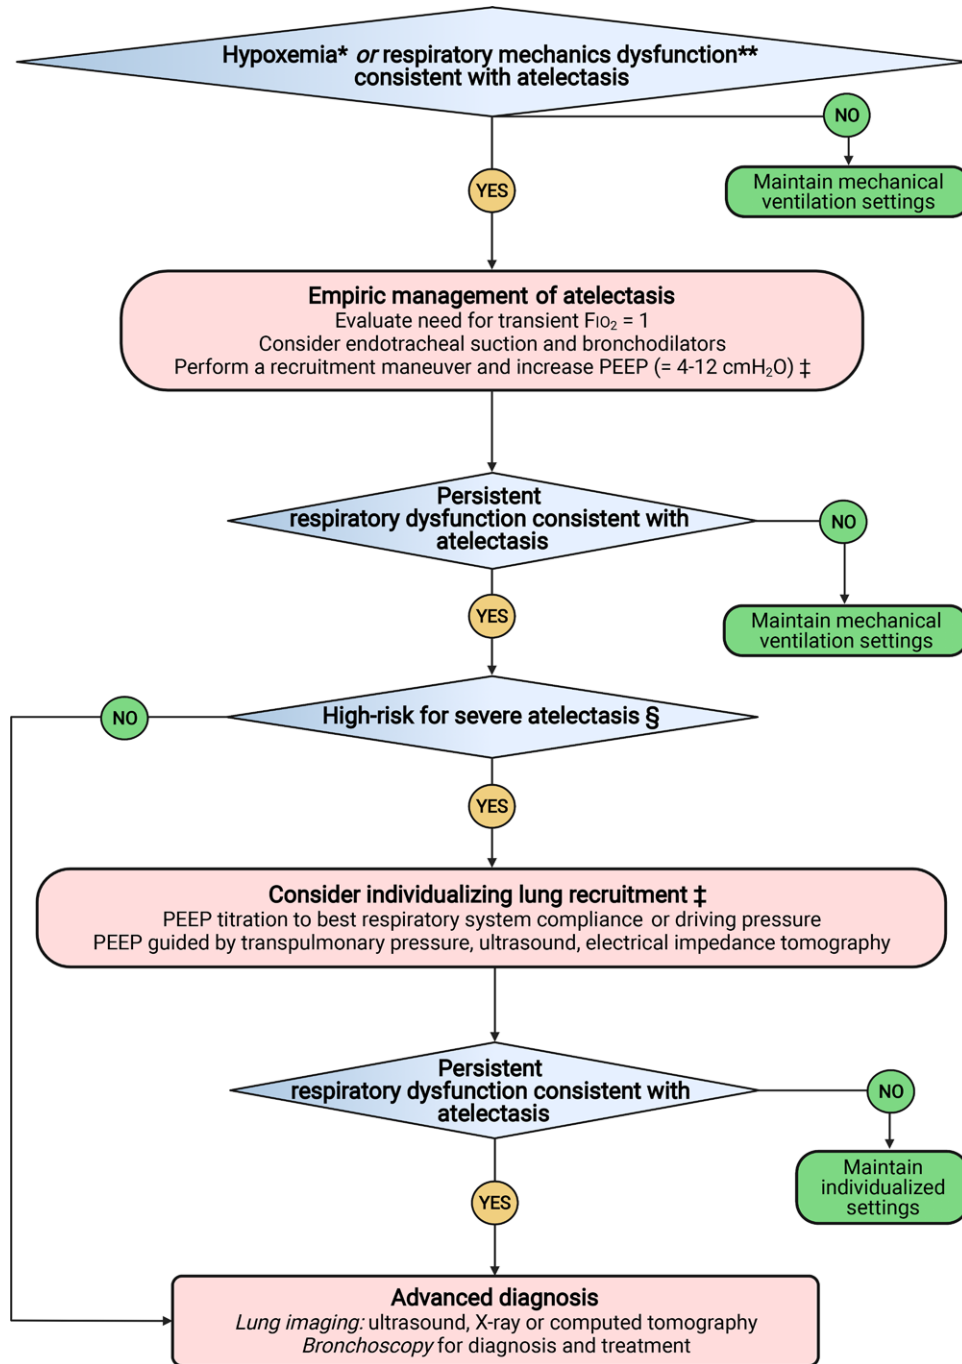 Hypoxemia* or respiratory mechanics dysfunction**
consistent with atelectasis
NO
YES
Maintain mechanical
ventilation settings
Empiric management of atelectasis
Evaluate need for transient FIO₂ = 1
Consider endotracheal suction and bronchodilators
Perform a recruitment maneuver and increase PEEP (= 4-12 cmH₂O) ‡
Persistent
respiratory dysfunction consistent with
atelectasis
NO
YES
Maintain mechanical
ventilation settings
High-risk for severe atelectasis §
NO
YES
Consider individualizing lung recruitment ‡
PEEP titration to best respiratory system compliance or driving pressure
PEEP guided by transpulmonary pressure, ultrasound, electrical impedance tomography
Persistent
respiratory dysfunction consistent with
atelectasis
NO
YES
Maintain
individualized
settings
Advanced diagnosis
Lung imaging: ultrasound, X-ray or computed tomography
Bronchoscopy for diagnosis and treatment